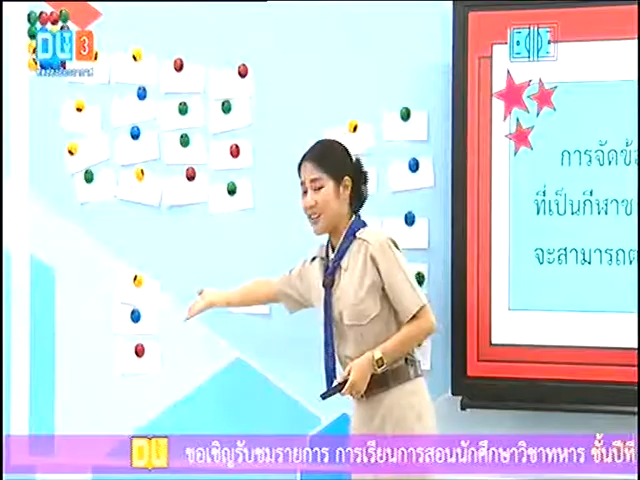 DLTV 3
การจัดข้อ
ที่เป็นกีฬาช
จะสามารถต
ขอเชิญรับชมรายการ การเรียนการสอนนักศึกษาวิชาทหาร ชั้นปีที่